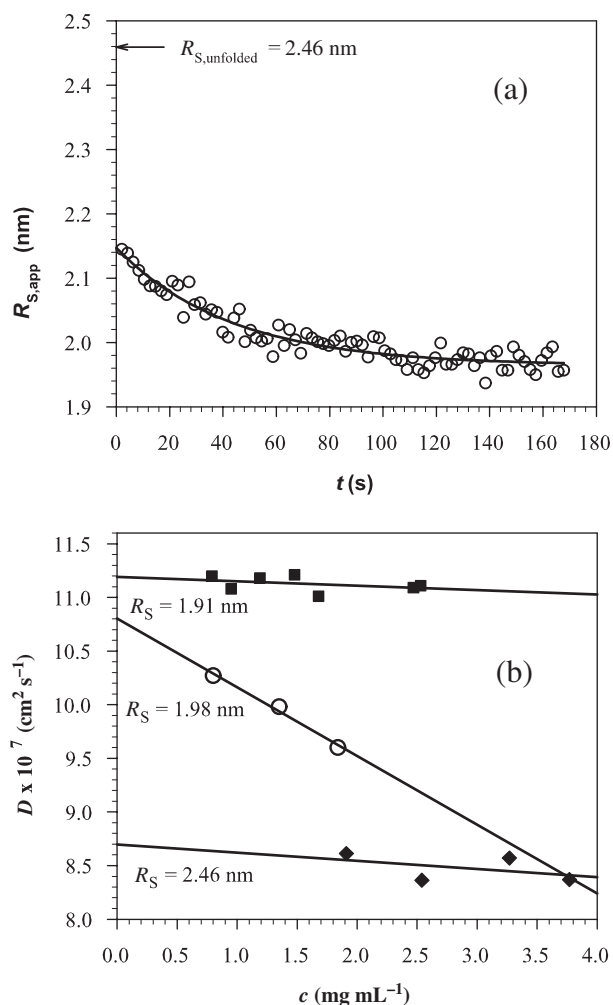 2.5
R_S,unfolded = 2.46 nm
(a)
2.4
2.3
2.2
2.1
2.0
1.9
R_S,app (nm)
0 20 40 60 80 100 120 140 160 180
t (s)
11.5
11.0
R_S = 1.91 nm
10.5
(b)
10.0
R_S = 1.98 nm
9.5
9.0
8.5
R_S = 2.46 nm
8.0
D x 10^7 (cm² s⁻¹)
0.0 0.5 1.0 1.5 2.0 2.5 3.0 3.5 4.0
c (mg mL⁻¹)